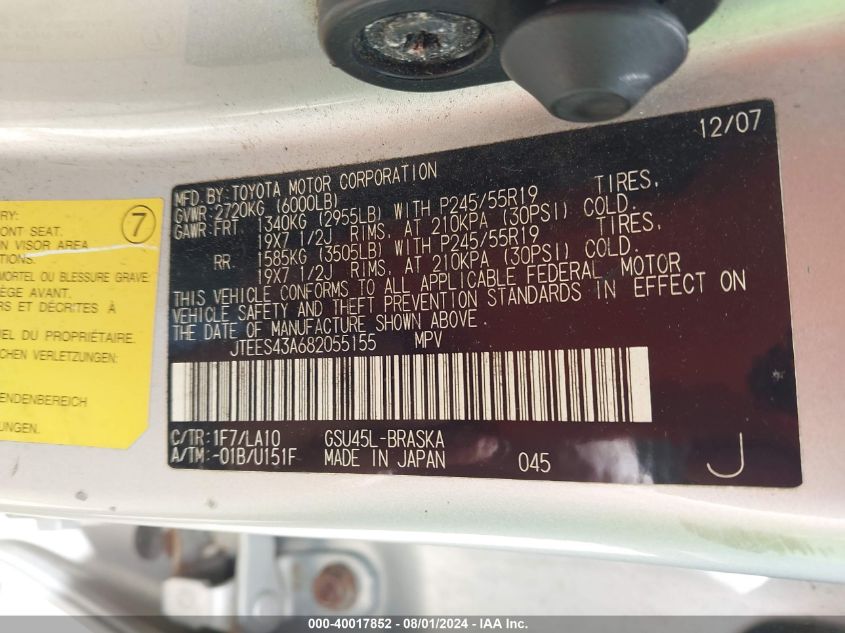 12/07
MFD. BY: TOYOTA MOTOR CORPORATION
GVWR: 2720KG (6000LB)
GAWR: FRT. 1340KG (2955LB) WITH P245/55R19 TIRES,
19X7 1/2J RIMS, AT 210KPA (30PSI) COLD.
RR. 1585KG (3505LB) WITH P245/55R19 TIRES,
19X7 1/2J RIMS, AT 210KPA (30PSI) COLD.
THIS VEHICLE CONFORMS TO ALL APPLICABLE FEDERAL MOTOR
VEHICLE SAFETY AND THEFT PREVENTION STANDARDS IN EFFECT ON
THE DATE OF MANUFACTURE SHOWN ABOVE.
JTEES43A682055155 MPV
C/TR: 1F7/LA10 GSU45L-BRASKA
A/TM: -01B/U151F MADE IN JAPAN 045 J
RY: 7
ONT SEAT.
N VISOR AREA
TIONS.
MORTEL OU BLESSURE GRAVE
ÈGE AVANT.
RS ET DÉCRITES À
EL DU PROPRIÉTAIRE.
CHEN VERLETZUNGEN
ENDENBEREICH
UNGEN.
000-40017852 - 08/01/2024 - IAA Inc.